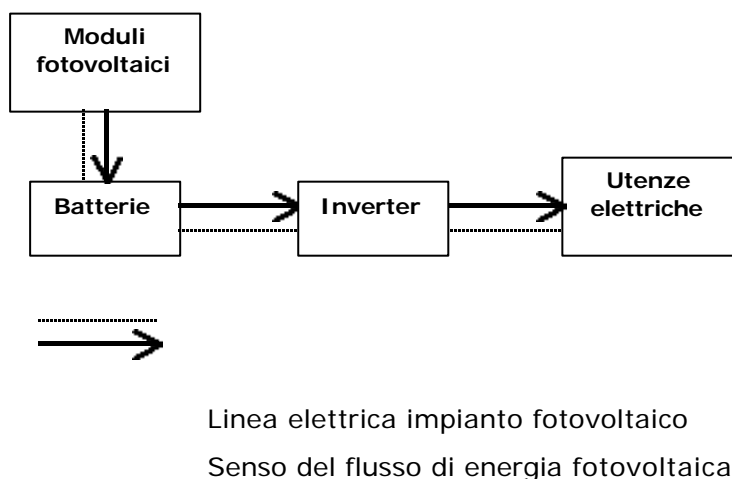 Moduli
fotovoltaici
Batterie
Inverter
Utenze
elettriche
Linea elettrica impianto fotovoltaico
Senso del flusso di energia fotovoltaica